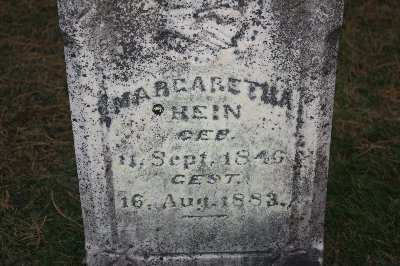 MARGARETHA
HEIN
GEB.
11, Sept. 1846.
GEST.
16, Aug. 1883.